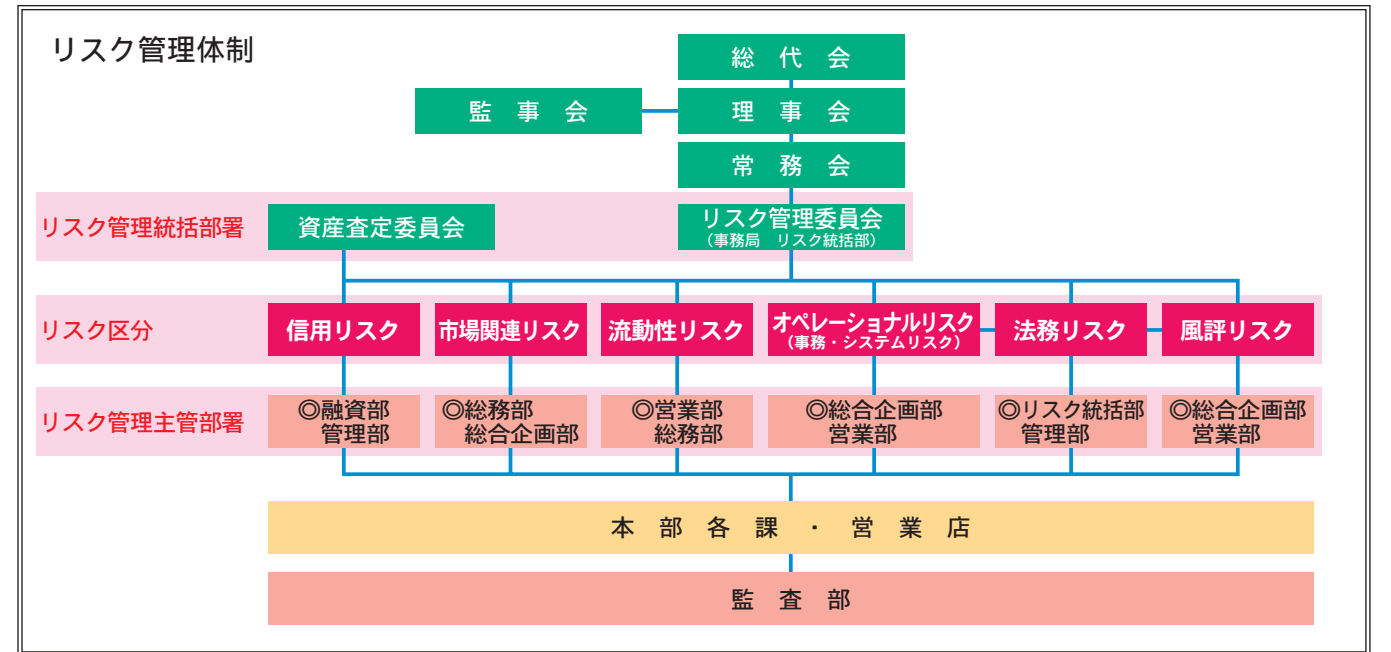 リスク管理体制
総代会
監事会
理事会
常務会
リスク管理統括部署
資産査定委員会
リスク管理委員会
(事務局 リスク統括部)
リスク区分
信用リスク
市場関連リスク
流動性リスク
オペレーショナルリスク
(事務・システムリスク)
法務リスク
風評リスク
リスク管理主管部署
◎融資部
管理部
◎総務部
総合企画部
◎営業部
総務部
◎総合企画部
営業部
◎リスク統括部
管理部
◎総合企画部
営業部
本部各課・営業店
監査部